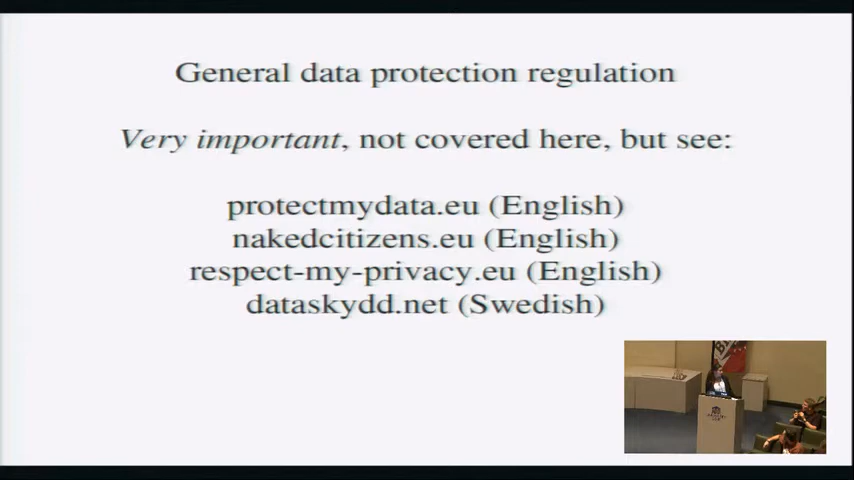 General data protection regulation
Very important, not covered here, but see:
protectmydata.eu (English)
nakedcitizens.eu (English)
respect-my-privacy.eu (English)
dataskydd.net (Swedish)